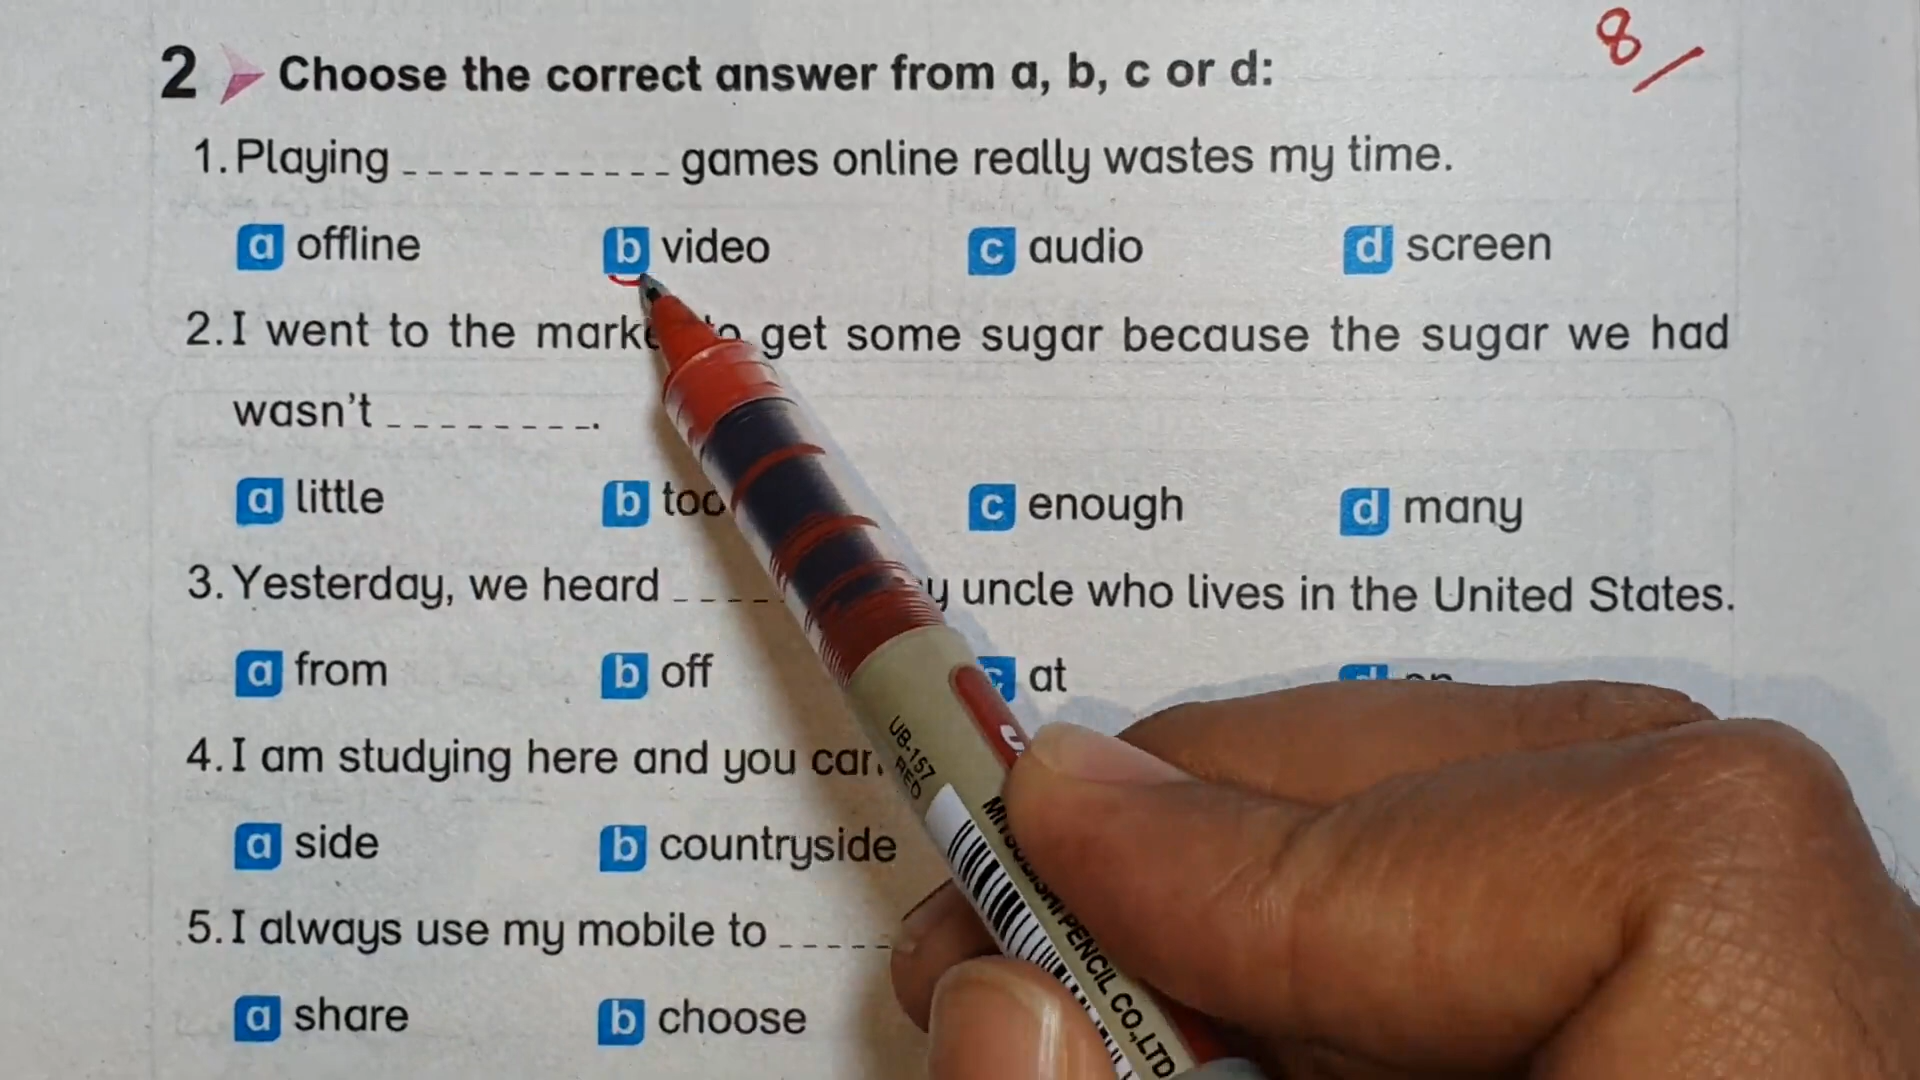 8/
2 Choose the correct answer from a, b, c or d:
1. Playing ___________ games online really wastes my time.
a offline b video c audio d screen
2. I went to the get some sugar because the sugar we had
wasn't ________.
a little b c enough d many
3. Yesterday, we heard ____ uncle who lives in the United States.
a from b off c at
4. I am studying here and you
a side b countryside
5. I always use my mobile to _____
a share b choose
UB-157
RED
MITSUBISHI PENCIL CO.,LTD